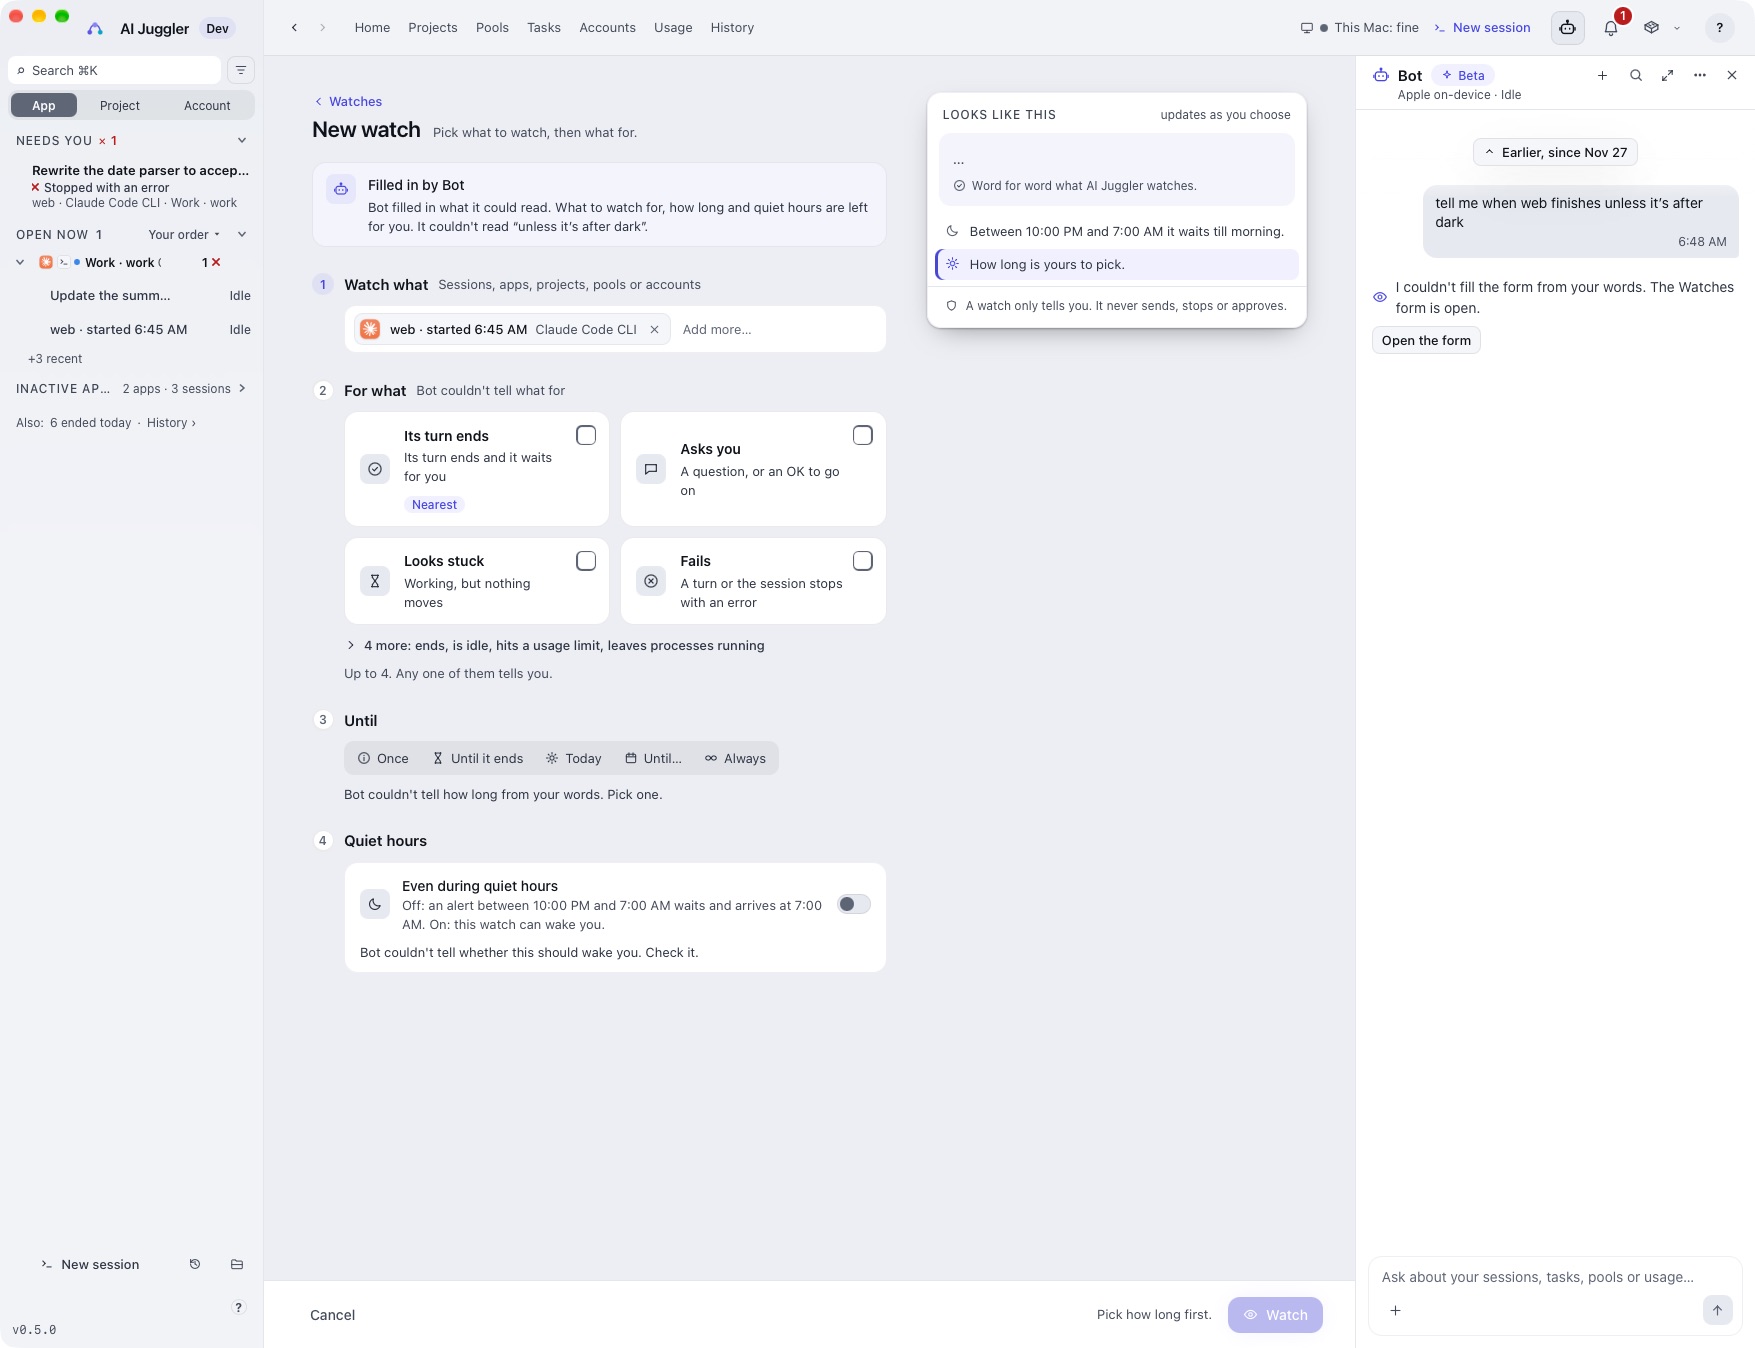 AI Juggler Dev
Search ⌘K
App Project Account
NEEDS YOU × 1
Rewrite the date parser to accep...
Stopped with an error
web · Claude Code CLI · Work · work
OPEN NOW 1 Your order
Work · work 1
Update the summ... Idle
web · started 6:45 AM Idle
+3 recent
INACTIVE AP... 2 apps · 3 sessions
Also: 6 ended today · History ›
New session
?
v0.5.0
Home Projects Pools Tasks Accounts Usage History
This Mac: fine New session 1 ?
Watches
New watch Pick what to watch, then what for.
Filled in by Bot
Bot filled in what it could read. What to watch for, how long and quiet hours are left
for you. It couldn't read “unless it’s after dark”.
1 Watch what Sessions, apps, projects, pools or accounts
web · started 6:45 AM Claude Code CLI × Add more...
2 For what Bot couldn't tell what for
Its turn ends
Its turn ends and it waits
for you
Nearest
Asks you
A question, or an OK to go
on
Looks stuck
Working, but nothing
moves
Fails
A turn or the session stops
with an error
4 more: ends, is idle, hits a usage limit, leaves processes running
Up to 4. Any one of them tells you.
3 Until
Once Until it ends Today Until... Always
Bot couldn't tell how long from your words. Pick one.
4 Quiet hours
Even during quiet hours
Off: an alert between 10:00 PM and 7:00 AM waits and arrives at 7:00
AM. On: this watch can wake you.
Bot couldn't tell whether this should wake you. Check it.
LOOKS LIKE THIS updates as you choose
...
Word for word what AI Juggler watches.
Between 10:00 PM and 7:00 AM it waits till morning.
How long is yours to pick.
A watch only tells you. It never sends, stops or approves.
Cancel Pick how long first. Watch
Bot Beta
Apple on-device · Idle
Earlier, since Nov 27
tell me when web finishes unless it’s after
dark
6:48 AM
I couldn't fill the form from your words. The Watches
form is open.
Open the form
Ask about your sessions, tasks, pools or usage...